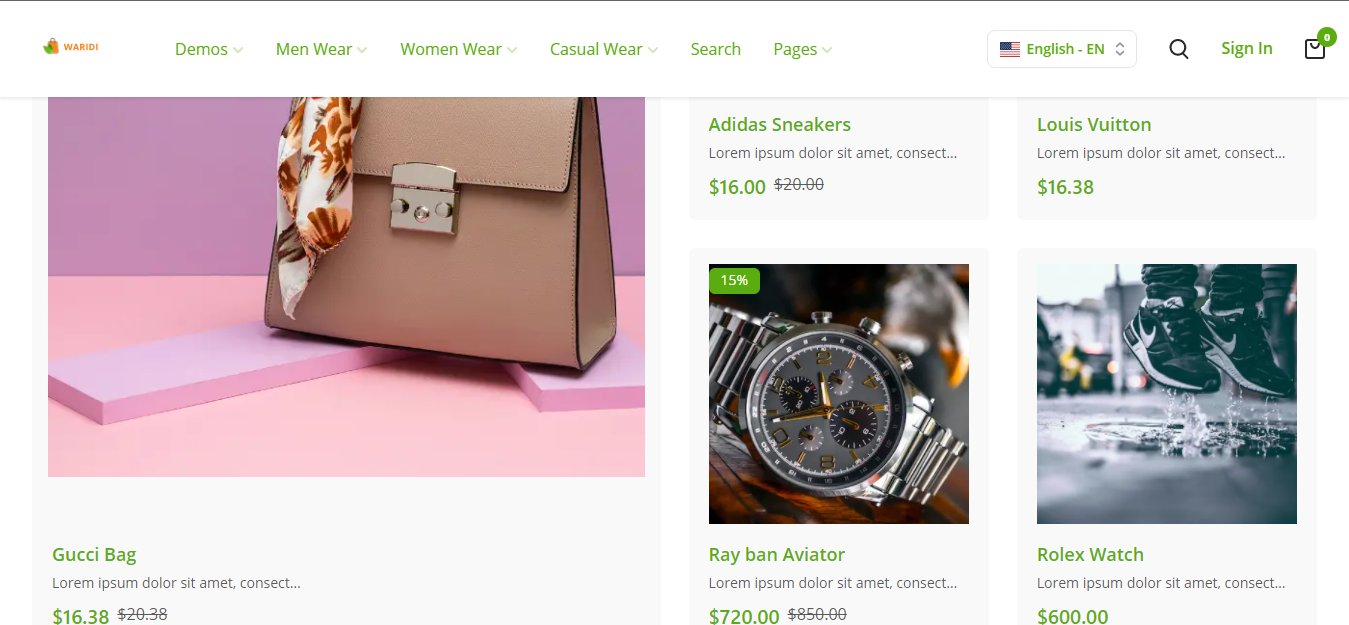 WARIDI
Demos
Men Wear
Women Wear
Casual Wear
Search
Pages
English - EN
Sign In
0
Adidas Sneakers
Lorem ipsum dolor sit amet, consect...
$16.00 $20.00
Louis Vuitton
Lorem ipsum dolor sit amet, consect...
$16.38
15%
Gucci Bag
Lorem ipsum dolor sit amet, consect...
$16.38 $20.38
Ray ban Aviator
Lorem ipsum dolor sit amet, consect...
$720.00 $850.00
Rolex Watch
Lorem ipsum dolor sit amet, consect...
$600.00